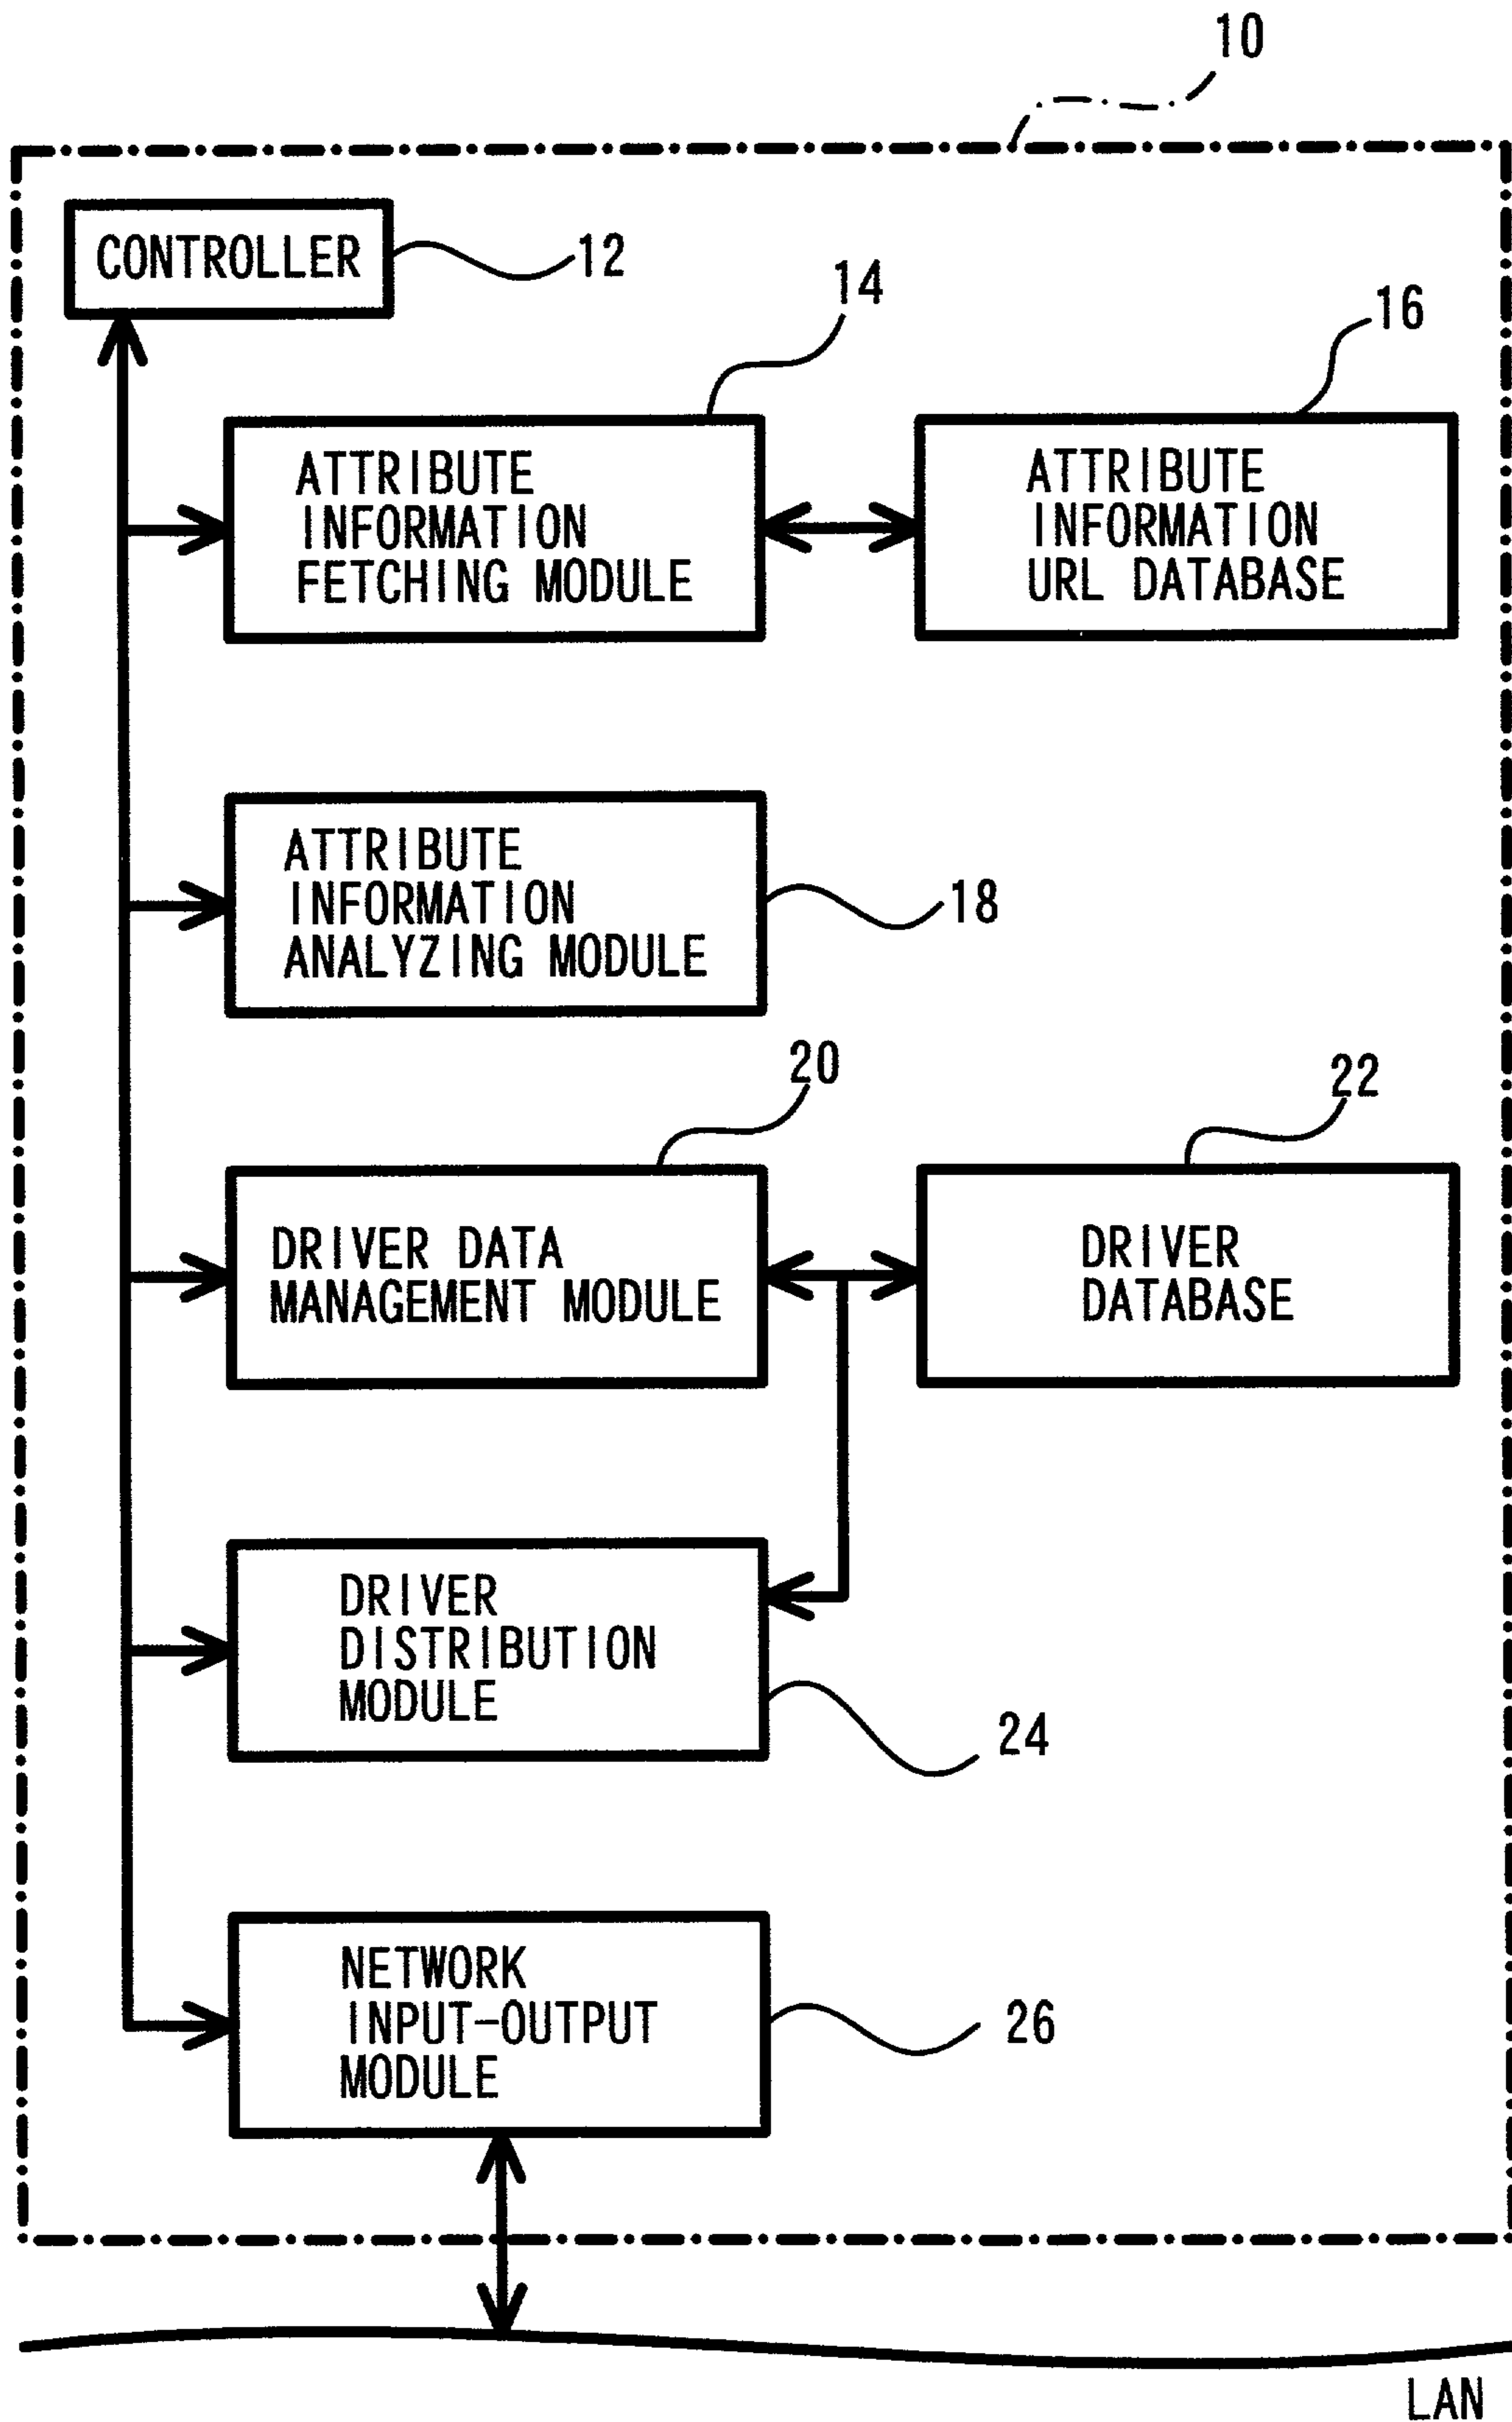 10
CONTROLLER
12
14
16
ATTRIBUTE
INFORMATION
FETCHING MODULE
ATTRIBUTE
INFORMATION
URL DATABASE
ATTRIBUTE
INFORMATION
ANALYZING MODULE
18
20
22
DRIVER DATA
MANAGEMENT MODULE
DRIVER
DATABASE
DRIVER
DISTRIBUTION
MODULE
24
NETWORK
INPUT-OUTPUT
MODULE
26
LAN